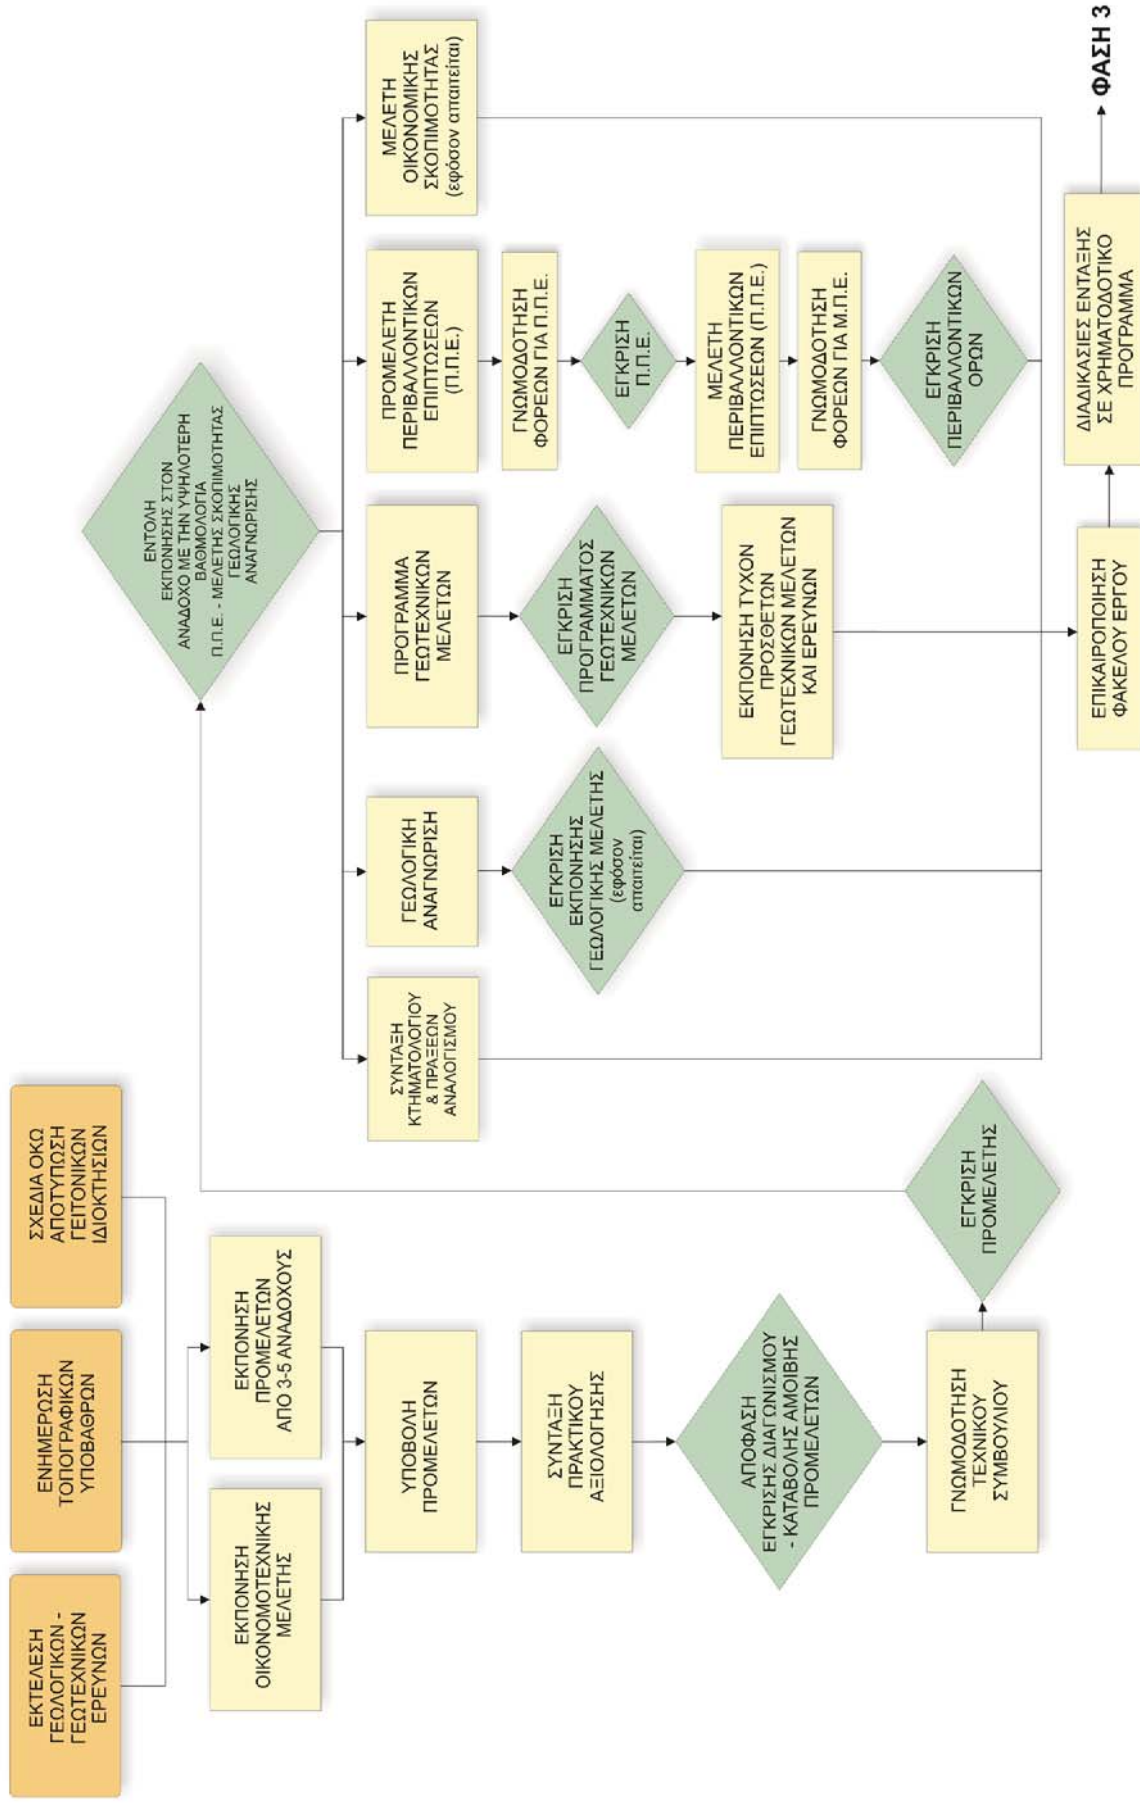 ΕΚΤΕΛΕΣΗ
ΓΕΩΛΟΓΙΚΩΝ -
ΓΕΩΤΕΧΝΙΚΩΝ
ΕΡΕΥΝΩΝ
ΕΝΗΜΕΡΩΣΗ
ΤΟΠΟΓΡΑΦΙΚΩΝ
ΥΠΟΒΑΘΡΩΝ
ΣΧΕΔΙΑ ΟΚΩ
ΑΠΟΤΥΠΩΣΗ
ΓΕΙΤΟΝΙΚΩΝ
ΙΔΙΟΚΤΗΣΙΩΝ
ΕΚΠΟΝΗΣΗ
ΟΙΚΟΝΟΜΟΤΕΧΝΙΚΗΣ
ΜΕΛΕΤΗΣ
ΕΚΠΟΝΗΣΗ
ΠΡΟΜΕΛΕΤΩΝ
ΑΠΟ 3-5 ΑΝΑΔΟΧΟΥΣ
ΥΠΟΒΟΛΗ
ΠΡΟΜΕΛΕΤΩΝ
ΣΥΝΤΑΞΗ
ΠΡΑΚΤΙΚΟΥ
ΑΞΙΟΛΟΓΗΣΗΣ
ΑΠΟΦΑΣΗ
ΕΓΚΡΙΣΗΣ ΔΙΑΓΩΝΙΣΜΟΥ
- ΚΑΤΑΒΟΛΗΣ ΑΜΟΙΒΗΣ
ΠΡΟΜΕΛΕΤΩΝ
ΓΝΩΜΟΔΟΤΗΣΗ
ΤΕΧΝΙΚΟΥ
ΣΥΜΒΟΥΛΙΟΥ
ΕΓΚΡΙΣΗ
ΠΡΟΜΕΛΕΤΗΣ
ΕΝΤΟΛΗ
ΕΚΠΟΝΗΣΗΣ ΣΤΟΝ
ΑΝΑΔΟΧΟ ΜΕ ΤΗΝ ΥΨΗΛΟΤΕΡΗ
ΒΑΘΜΟΛΟΓΙΑ
Π.Π.Ε. - ΜΕΛΕΤΗΣ ΣΚΟΠΙΜΟΤΗΤΑΣ
ΓΕΩΛΟΓΙΚΗΣ
ΑΝΑΓΝΩΡΙΣΗΣ
ΣΥΝΤΑΞΗ
ΚΤΗΜΑΤΟΛΟΓΙΟΥ
& ΠΡΑΞΕΩΝ
ΑΝΑΛΟΓΙΣΜΟΥ
ΓΕΩΛΟΓΙΚΗ
ΑΝΑΓΝΩΡΙΣΗ
ΕΓΚΡΙΣΗ
ΕΚΠΟΝΗΣΗΣ
ΓΕΩΛΟΓΙΚΗΣ ΜΕΛΕΤΗΣ
(εφόσον
απαιτείται)
ΠΡΟΓΡΑΜΜΑ
ΓΕΩΤΕΧΝΙΚΩΝ
ΜΕΛΕΤΩΝ
ΕΓΚΡΙΣΗ
ΠΡΟΓΡΑΜΜΑΤΟΣ
ΓΕΩΤΕΧΝΙΚΩΝ
ΜΕΛΕΤΩΝ
ΕΚΠΟΝΗΣΗ ΤΥΧΟΝ
ΠΡΟΣΘΕΤΩΝ
ΓΕΩΤΕΧΝΙΚΩΝ ΜΕΛΕΤΩΝ
ΚΑΙ ΕΡΕΥΝΩΝ
ΠΡΟΜΕΛΕΤΗ
ΠΕΡΙΒΑΛΛΟΝΤΙΚΩΝ
ΕΠΙΠΤΩΣΕΩΝ
(Π.Π.Ε.)
ΓΝΩΜΟΔΟΤΗΣΗ
ΦΟΡΕΩΝ ΓΙΑ Π.Π.Ε.
ΕΓΚΡΙΣΗ
Π.Π.Ε.
ΜΕΛΕΤΗ
ΠΕΡΙΒΑΛΛΟΝΤΙΚΩΝ
ΕΠΙΠΤΩΣΕΩΝ (Π.Π.Ε.)
ΓΝΩΜΟΔΟΤΗΣΗ
ΦΟΡΕΩΝ ΓΙΑ Μ.Π.Ε.
ΕΓΚΡΙΣΗ
ΠΕΡΙΒΑΛΛΟΝΤΙΚΩΝ
ΟΡΩΝ
ΜΕΛΕΤΗ
ΟΙΚΟΝΟΜΙΚΗΣ
ΣΚΟΠΙΜΟΤΗΤΑΣ
(εφόσον απαιτείται)
ΕΠΙΚΑΙΡΟΠΟΙΗΣΗ
ΦΑΚΕΛΟΥ ΕΡΓΟΥ
ΔΙΑΔΙΚΑΣΙΕΣ ΕΝΤΑΞΗΣ
ΣΕ ΧΡΗΜΑΤΟΔΟΤΙΚΟ
ΠΡΟΓΡΑΜΜΑ
ΦΑΣΗ 3